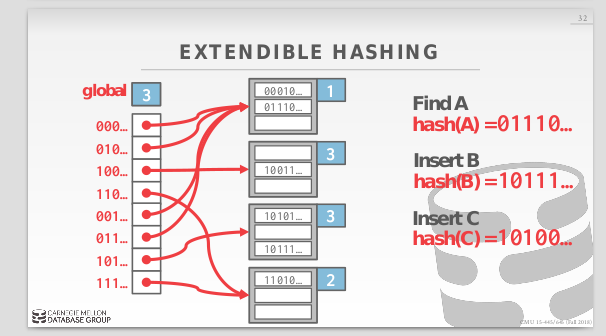 32
EXTENDIBLE HASHING
global 3
000...
010...
100...
110...
001...
011...
101...
111...
1
00010...
01110...
3
10011...
3
10101...
10111...
2
11010...
Find A
hash(A) =01110...
Insert B
hash(B) =10111...
Insert C
hash(C) =10100...
CARNEGIE MELLON
DATABASE GROUP
CMU 15-445/645 (Fall 2018)